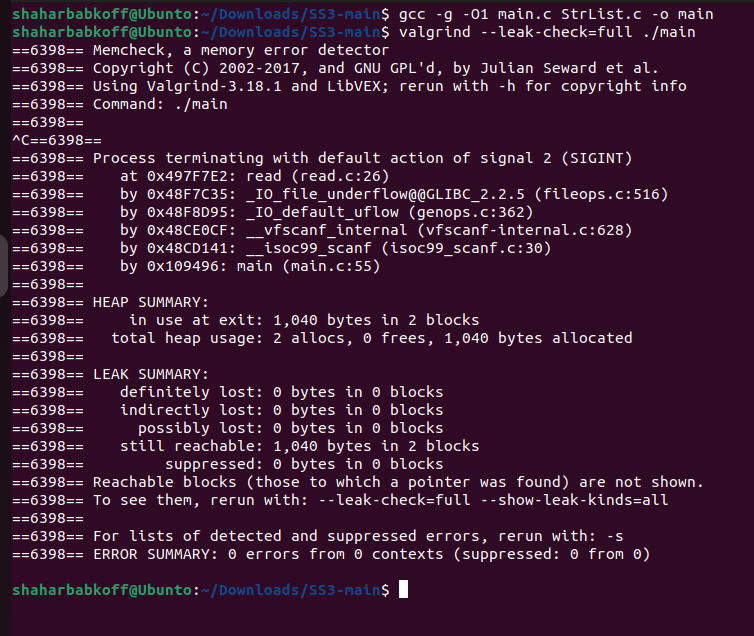 shaharbabkoff@Ubunto:~/Downloads/SS3-main$ gcc -g -O1 main.c StrList.c -o main
shaharbabkoff@Ubunto:~/Downloads/SS3-main$ valgrind --leak-check=full ./main
==6398== Memcheck, a memory error detector
==6398== Copyright (C) 2002-2017, and GNU GPL'd, by Julian Seward et al.
==6398== Using Valgrind-3.18.1 and LibVEX; rerun with -h for copyright info
==6398== Command: ./main
==6398==
^C==6398==
==6398== Process terminating with default action of signal 2 (SIGINT)
==6398==    at 0x497F7E2: read (read.c:26)
==6398==    by 0x48F7C35: _IO_file_underflow@@GLIBC_2.2.5 (fileops.c:516)
==6398==    by 0x48F8D95: _IO_default_uflow (genops.c:362)
==6398==    by 0x48CE0CF: __vfscanf_internal (vfscanf-internal.c:628)
==6398==    by 0x48CD141: __isoc99_scanf (isoc99_scanf.c:30)
==6398==    by 0x109496: main (main.c:55)
==6398==
==6398== HEAP SUMMARY:
==6398==     in use at exit: 1,040 bytes in 2 blocks
==6398==   total heap usage: 2 allocs, 0 frees, 1,040 bytes allocated
==6398==
==6398== LEAK SUMMARY:
==6398==    definitely lost: 0 bytes in 0 blocks
==6398==    indirectly lost: 0 bytes in 0 blocks
==6398==      possibly lost: 0 bytes in 0 blocks
==6398==    still reachable: 1,040 bytes in 2 blocks
==6398==         suppressed: 0 bytes in 0 blocks
==6398== Reachable blocks (those to which a pointer was found) are not shown.
==6398== To see them, rerun with: --leak-check=full --show-leak-kinds=all
==6398==
==6398== For lists of detected and suppressed errors, rerun with: -s
==6398== ERROR SUMMARY: 0 errors from 0 contexts (suppressed: 0 from 0)
shaharbabkoff@Ubunto:~/Downloads/SS3-main$